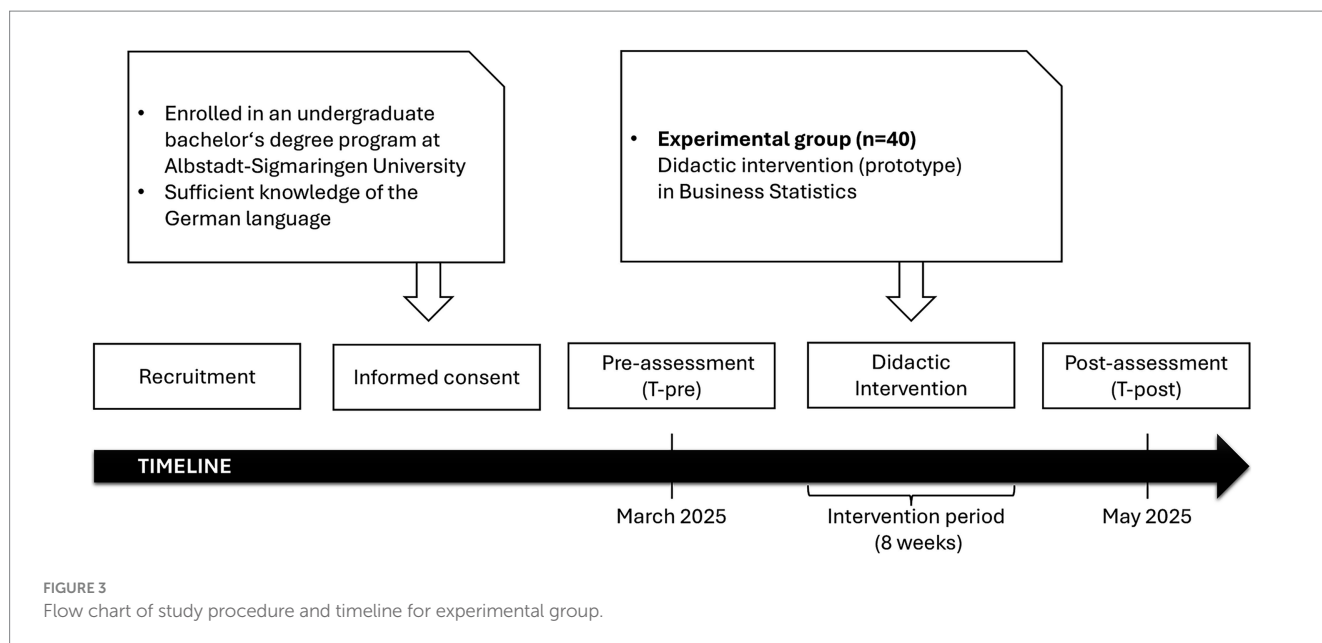 • Enrolled in an undergraduate
bachelor‘s degree program at
Albstadt-Sigmaringen University
• Sufficient knowledge of the
German language
• Experimental group (n=40)
Didactic intervention (prototype)
in Business Statistics
Recruitment
Informed consent
Pre-assessment
(T-pre)
Didactic
Intervention
Post-assessment
(T-post)
TIMELINE
March 2025
Intervention period
(8 weeks)
May 2025
FIGURE 3
Flow chart of study procedure and timeline for experimental group.